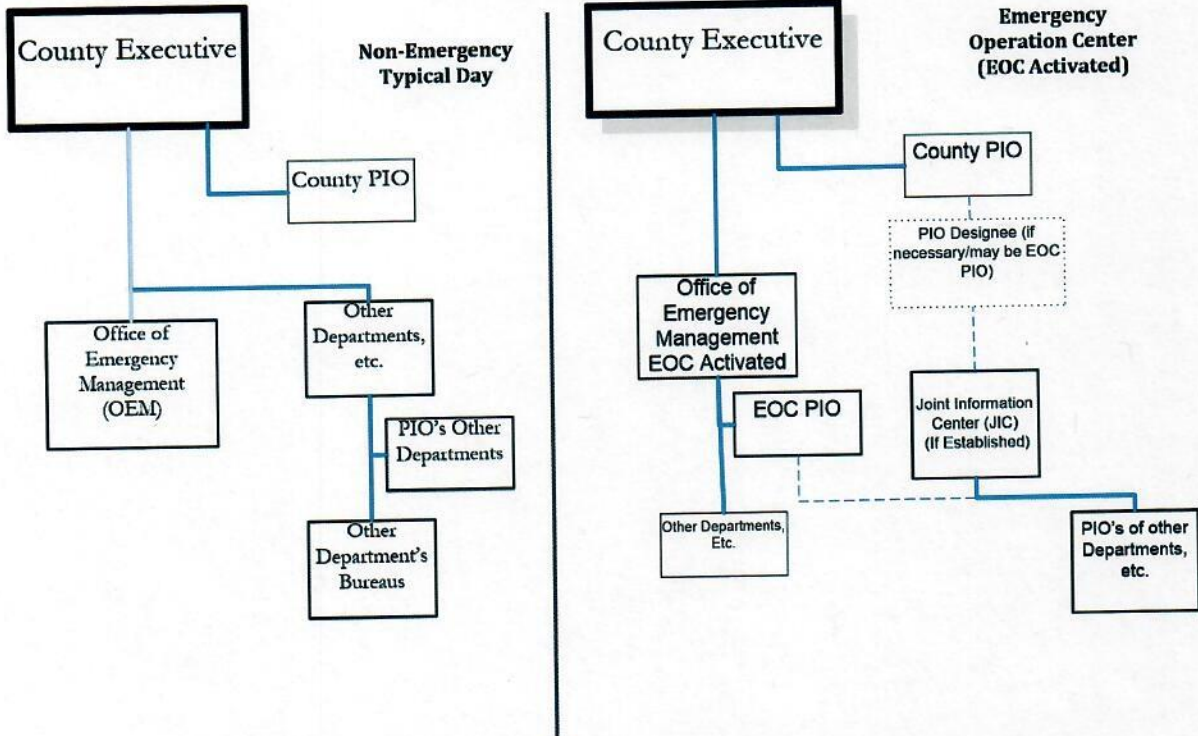 County Executive
Non-Emergency
Typical Day
County PIO
Office of
Emergency
Management
(OEM)
Other
Departments,
etc.
PIO's Other
Departments
Other
Department's
Bureaus
County Executive
Emergency
Operation Center
(EOC Activated)
County PIO
PIO Designee (if
necessary/may be EOC
PIO)
Office of
Emergency
Management
EOC Activated
EOC PIO
Joint Information
Center (JIC)
(If Established)
Other Departments,
Etc.
PIO's of other
Departments,
etc.